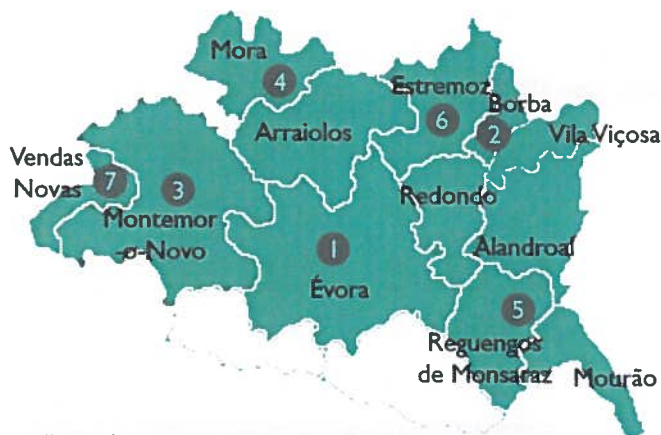 Mora
4
Estremoz
6
Borba
2
Vila Viçosa
Arraiolos
Vendas
Novas
7
3
Montemor
-o-Novo
Redondo
Alandroal
1
Évora
5
Reguengos
de Monsaraz
Mourão